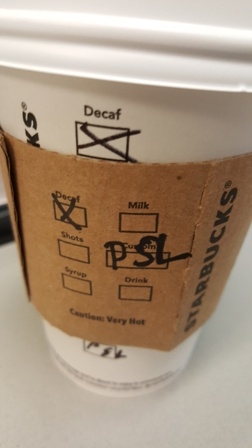 Decaf
KS®
Decaf
Milk
Shots
Custom
PSL
Syrup
Drink
Caution: Very Hot
STARBUCKS®
PSL